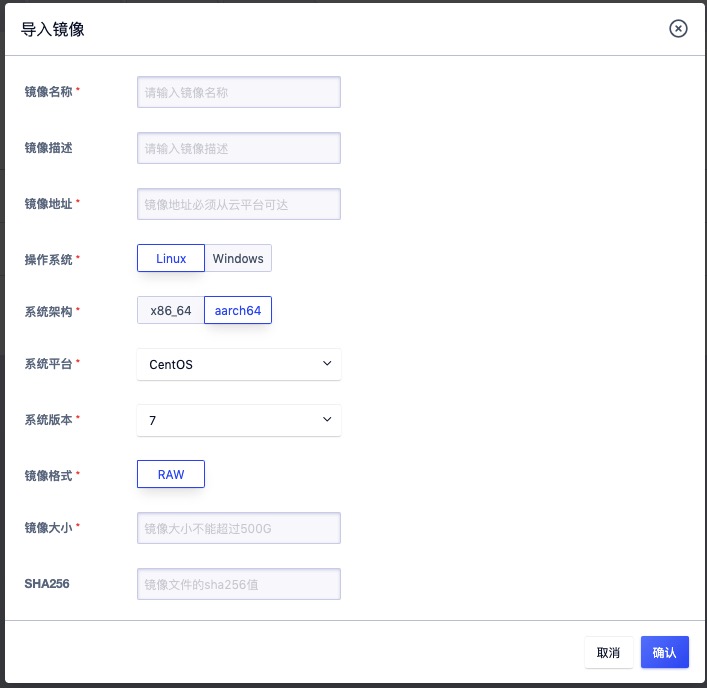 导入镜像
镜像名称 * 请输入镜像名称
镜像描述 请输入镜像描述
镜像地址 * 镜像地址必须从云平台可达
操作系统 * Linux Windows
系统架构 * x86_64 aarch64
系统平台 * CentOS
系统版本 * 7
镜像格式 * RAW
镜像大小 * 镜像大小不能超过500G
SHA256 镜像文件的sha256值
取消 确认